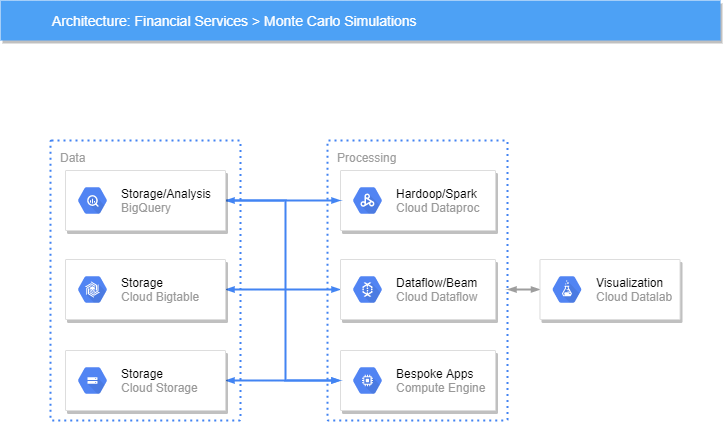 Architecture: Financial Services > Monte Carlo Simulations
Data
Processing
Storage/Analysis
BigQuery
Hardoop/Spark
Cloud Dataproc
Storage
Cloud Bigtable
Dataflow/Beam
Cloud Dataflow
Visualization
Cloud Datalab
Storage
Cloud Storage
Bespoke Apps
Compute Engine